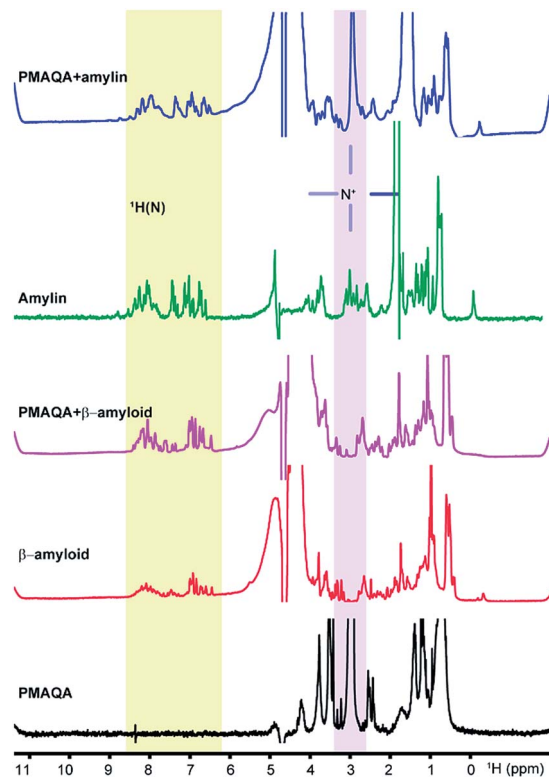 PMAQA+amylin
N⁺
¹H(N)
Amylin
PMAQA+β−amyloid
β−amyloid
PMAQA
11 10 9 8 7 6 5 4 3 2 1 0 ¹H (ppm)